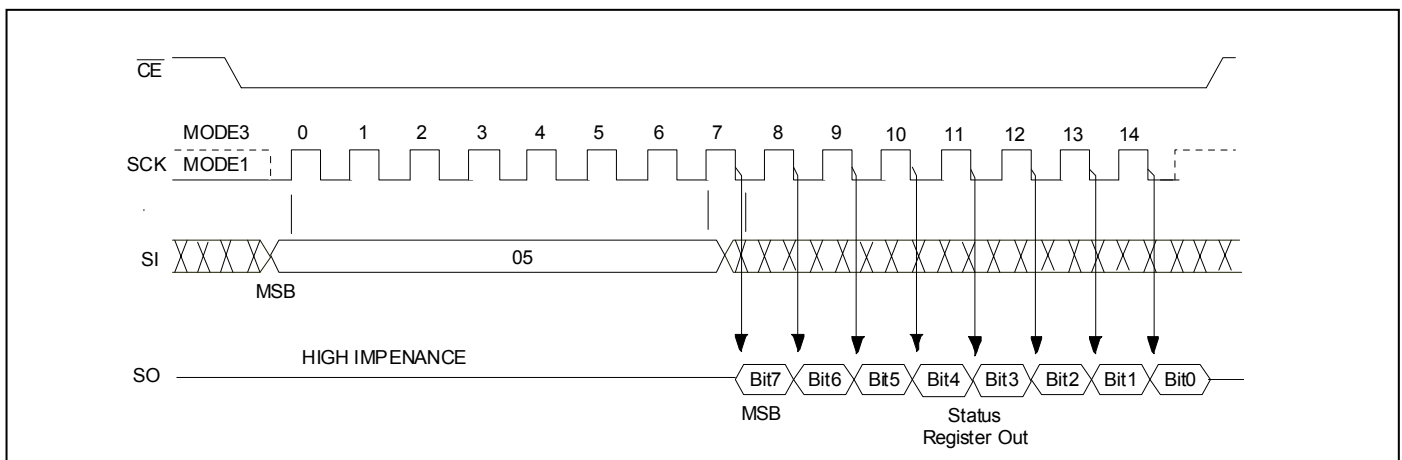 CE
MODE3 0 1 2 3 4 5 6 7 8 9 10 11 12 13 14
SCK MODE1
SI 05
MSB
HIGH IMPENANCE
SO Bit7 Bit6 Bit5 Bit4 Bit3 Bit2 Bit1 Bit0
MSB Status
Register Out